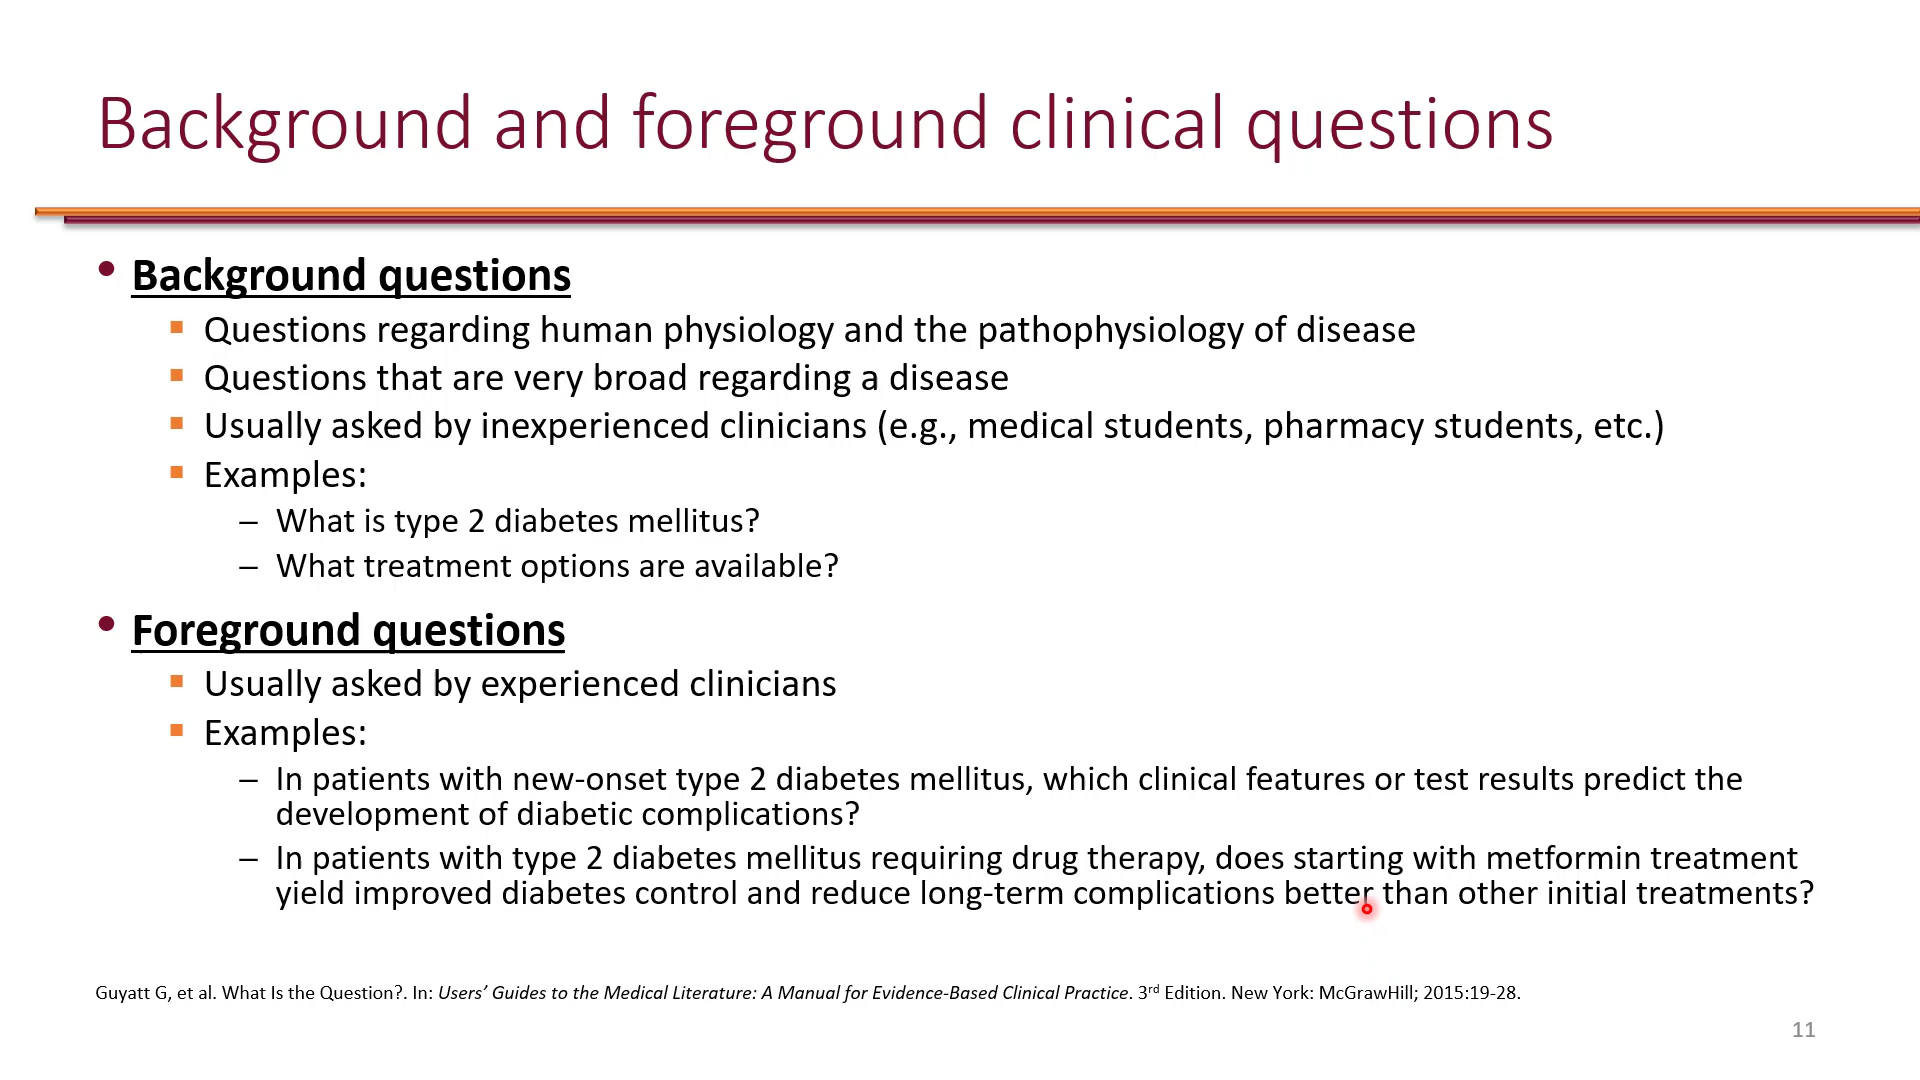 Background and foreground clinical questions
• Background questions
▪ Questions regarding human physiology and the pathophysiology of disease
▪ Questions that are very broad regarding a disease
▪ Usually asked by inexperienced clinicians (e.g., medical students, pharmacy students, etc.)
▪ Examples:
– What is type 2 diabetes mellitus?
– What treatment options are available?
• Foreground questions
▪ Usually asked by experienced clinicians
▪ Examples:
– In patients with new-onset type 2 diabetes mellitus, which clinical features or test results predict the
development of diabetic complications?
– In patients with type 2 diabetes mellitus requiring drug therapy, does starting with metformin treatment
yield improved diabetes control and reduce long-term complications better than other initial treatments?
Guyatt G, et al. What Is the Question?. In: Users’ Guides to the Medical Literature: A Manual for Evidence-Based Clinical Practice. 3rd Edition. New York: McGrawHill; 2015:19-28.
11